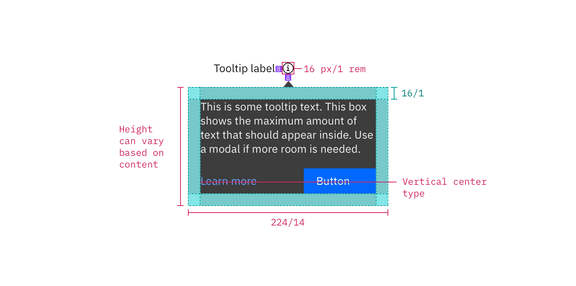 Tooltip label
16 px/1 rem
16/1
This is some tooltip text. This box
shows the maximum amount of
text that should appear inside. Use
a modal if more room is needed.
Height
can vary
based on
content
Learn more
Button
Vertical center
type
224/14